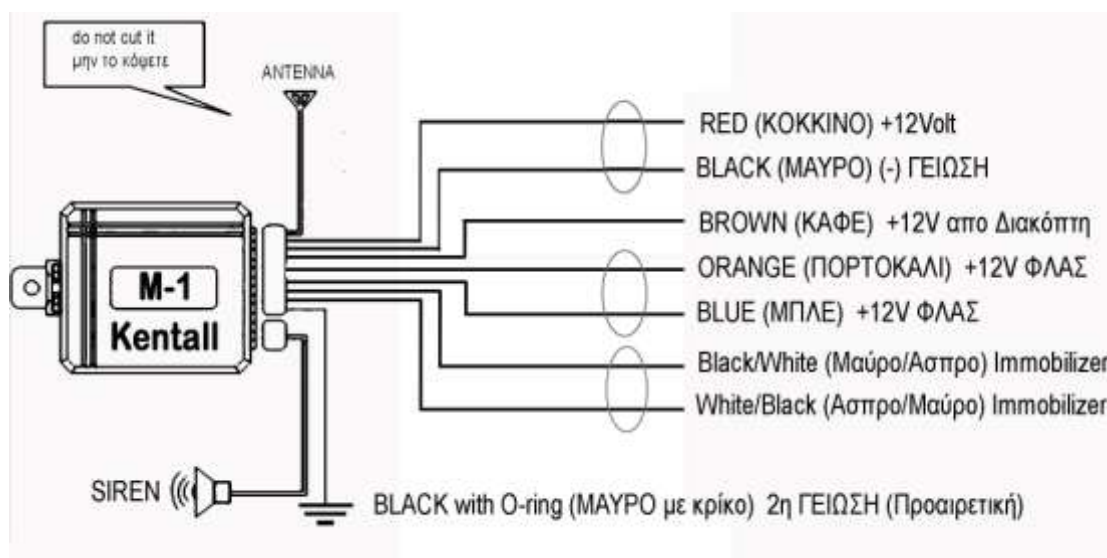 do not cut it
μην το κόψετε
ANTENNA
RED (ΚΟΚΚΙΝΟ) +12Volt
BLACK (ΜΑΥΡΟ) (-) ΓΕΙΩΣΗ
BROWN (ΚΑΦΕ) +12V απο Διακόπτη
ORANGE (ΠΟΡΤΟΚΑΛΙ) +12V ΦΛΑΣ
BLUE (ΜΠΛΕ) +12V ΦΛΑΣ
Black/White (Μαύρο/Ασπρο) Immobilizer
White/Black (Ασπρο/Μαύρο) Immobilizer
M-1
Kentall
SIREN
BLACK with O-ring (ΜΑΥΡΟ με κρίκο) 2η ΓΕΙΩΣΗ (Προαιρετική)